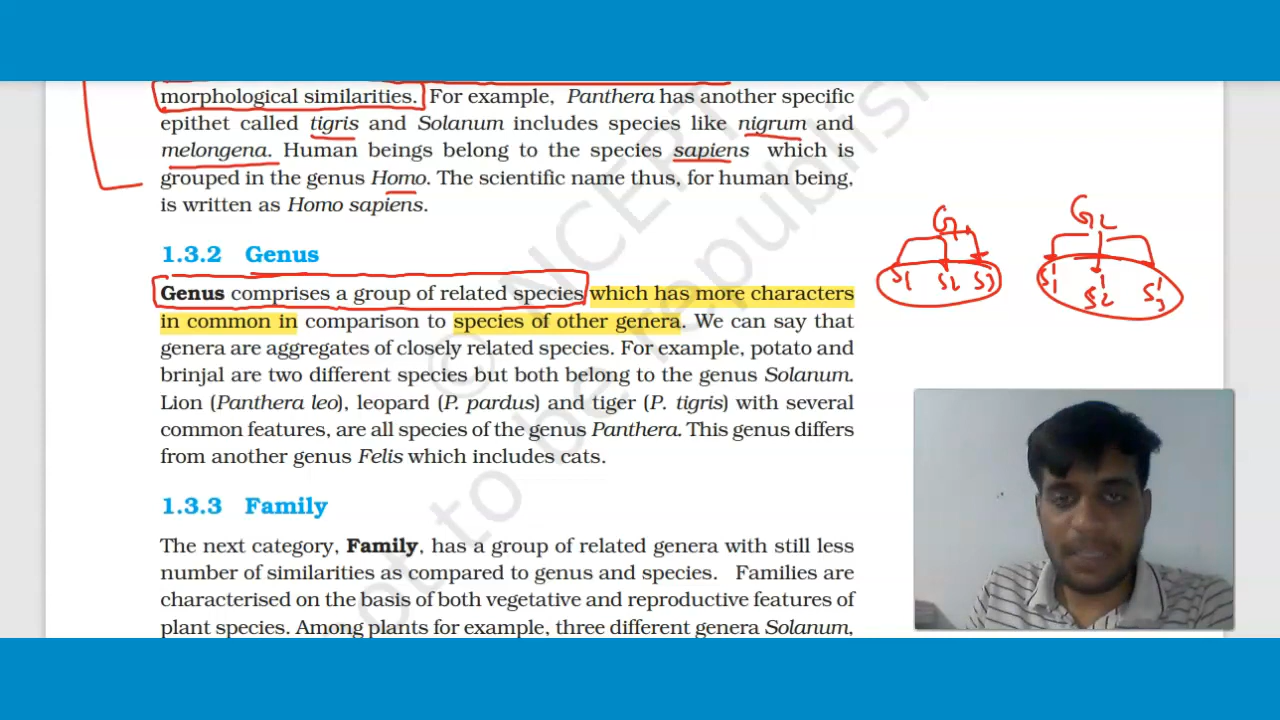 morphological similarities. For example, Panthera has another specific
epithet called tigris and Solanum includes species like nigrum and
melongena. Human beings belong to the species sapiens which is
grouped in the genus Homo. The scientific name thus, for human being,
is written as Homo sapiens.
1.3.2 Genus
Genus comprises a group of related species which has more characters
in common in comparison to species of other genera. We can say that
genera are aggregates of closely related species. For example, potato and
brinjal are two different species but both belong to the genus Solanum.
Lion (Panthera leo), leopard (P. pardus) and tiger (P. tigris) with several
common features, are all species of the genus Panthera. This genus differs
from another genus Felis which includes cats.
1.3.3 Family
The next category, Family, has a group of related genera with still less
number of similarities as compared to genus and species. Families are
characterised on the basis of both vegetative and reproductive features of
plant species. Among plants for example, three different genera Solanum,
© NCERT
not to be republish
G1
S1 S2 S3
G2
S1' S2' S3'